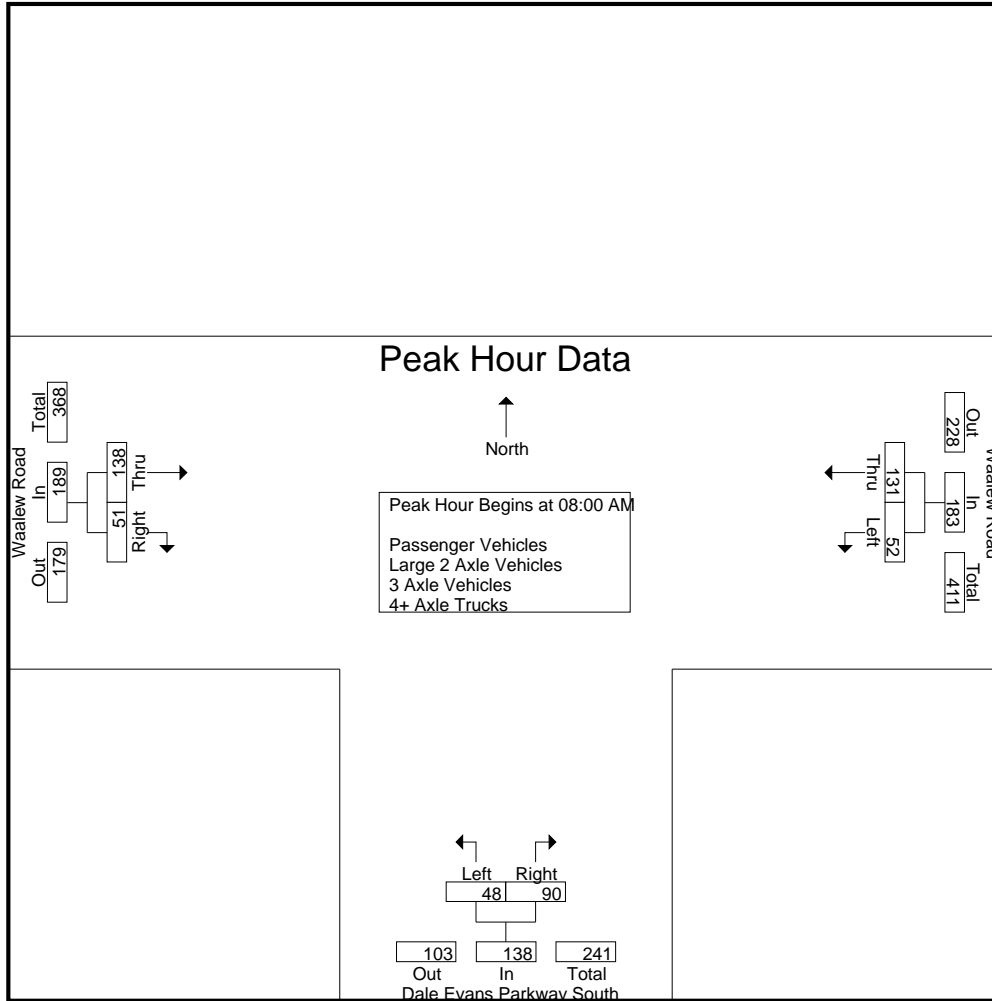 Peak Hour Data
North
Peak Hour Begins at 08:00 AM
Passenger Vehicles
Large 2 Axle Vehicles
3 Axle Vehicles
4+ Axle Trucks
Waalew Road
Out In Total
179 189 368
Right Thru
51 138
Waalew Road
Out In Total
228 183 411
Thru Left
131 52
Left Right
48 90
103 138 241
Out In Total
Dale Evans Parkway South